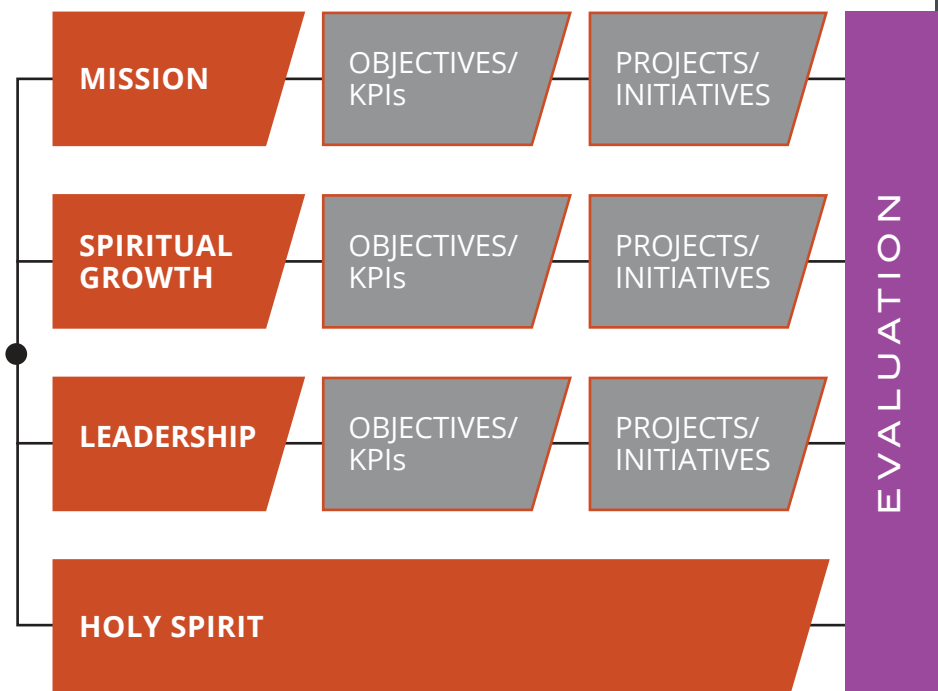 MISSION
OBJECTIVES/
KPIs
PROJECTS/
INITIATIVES
SPIRITUAL
GROWTH
OBJECTIVES/
KPIs
PROJECTS/
INITIATIVES
LEADERSHIP
OBJECTIVES/
KPIs
PROJECTS/
INITIATIVES
HOLY SPIRIT
EVALUATION